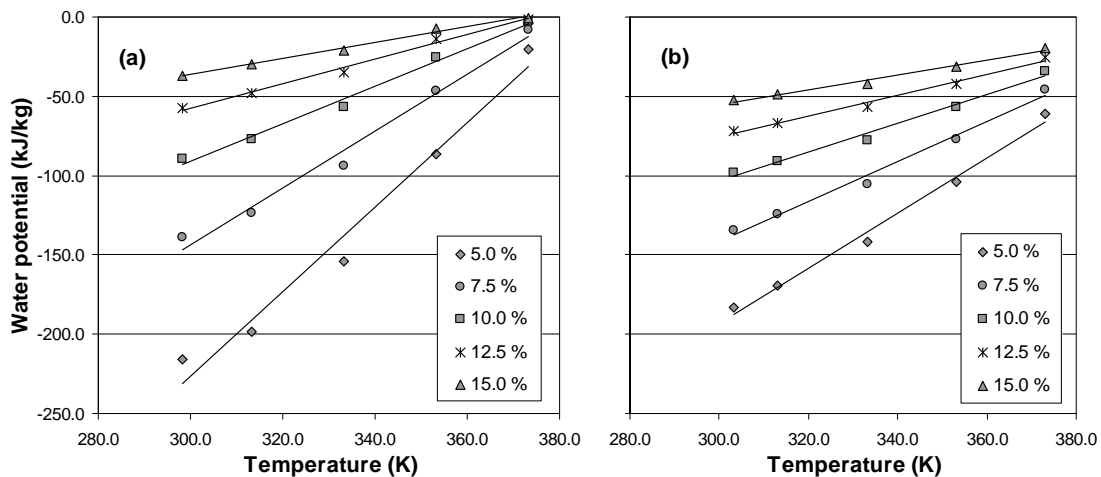 0.0
-50.0
-100.0
-150.0
-200.0
-250.0
Water potential (kJ/kg)
(a)
5.0 %
7.5 %
10.0 %
12.5 %
15.0 %
280.0 300.0 320.0 340.0 360.0 380.0
Temperature (K)
(b)
5.0 %
7.5 %
10.0 %
12.5 %
15.0 %
280.0 300.0 320.0 340.0 360.0 380.0
Temperature (K)